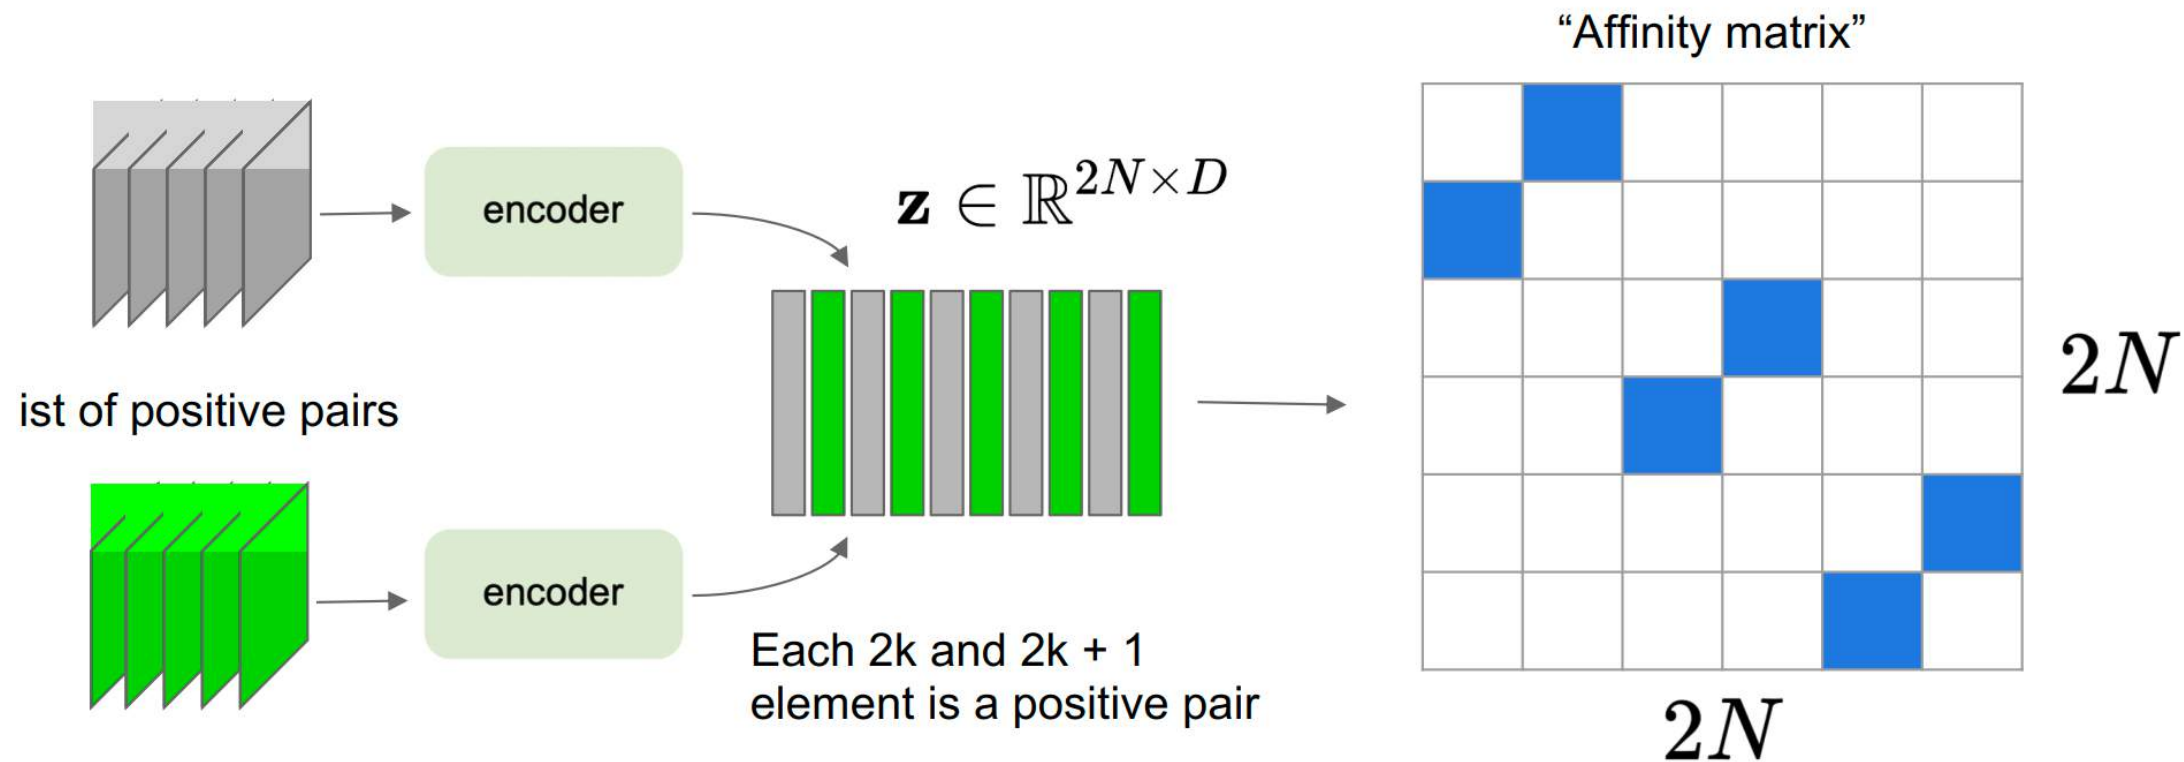 “Affinity matrix”
encoder
z ∈ ℝ^{2N×D}
ist of positive pairs
2N
encoder
Each 2k and 2k + 1
element is a positive pair
2N